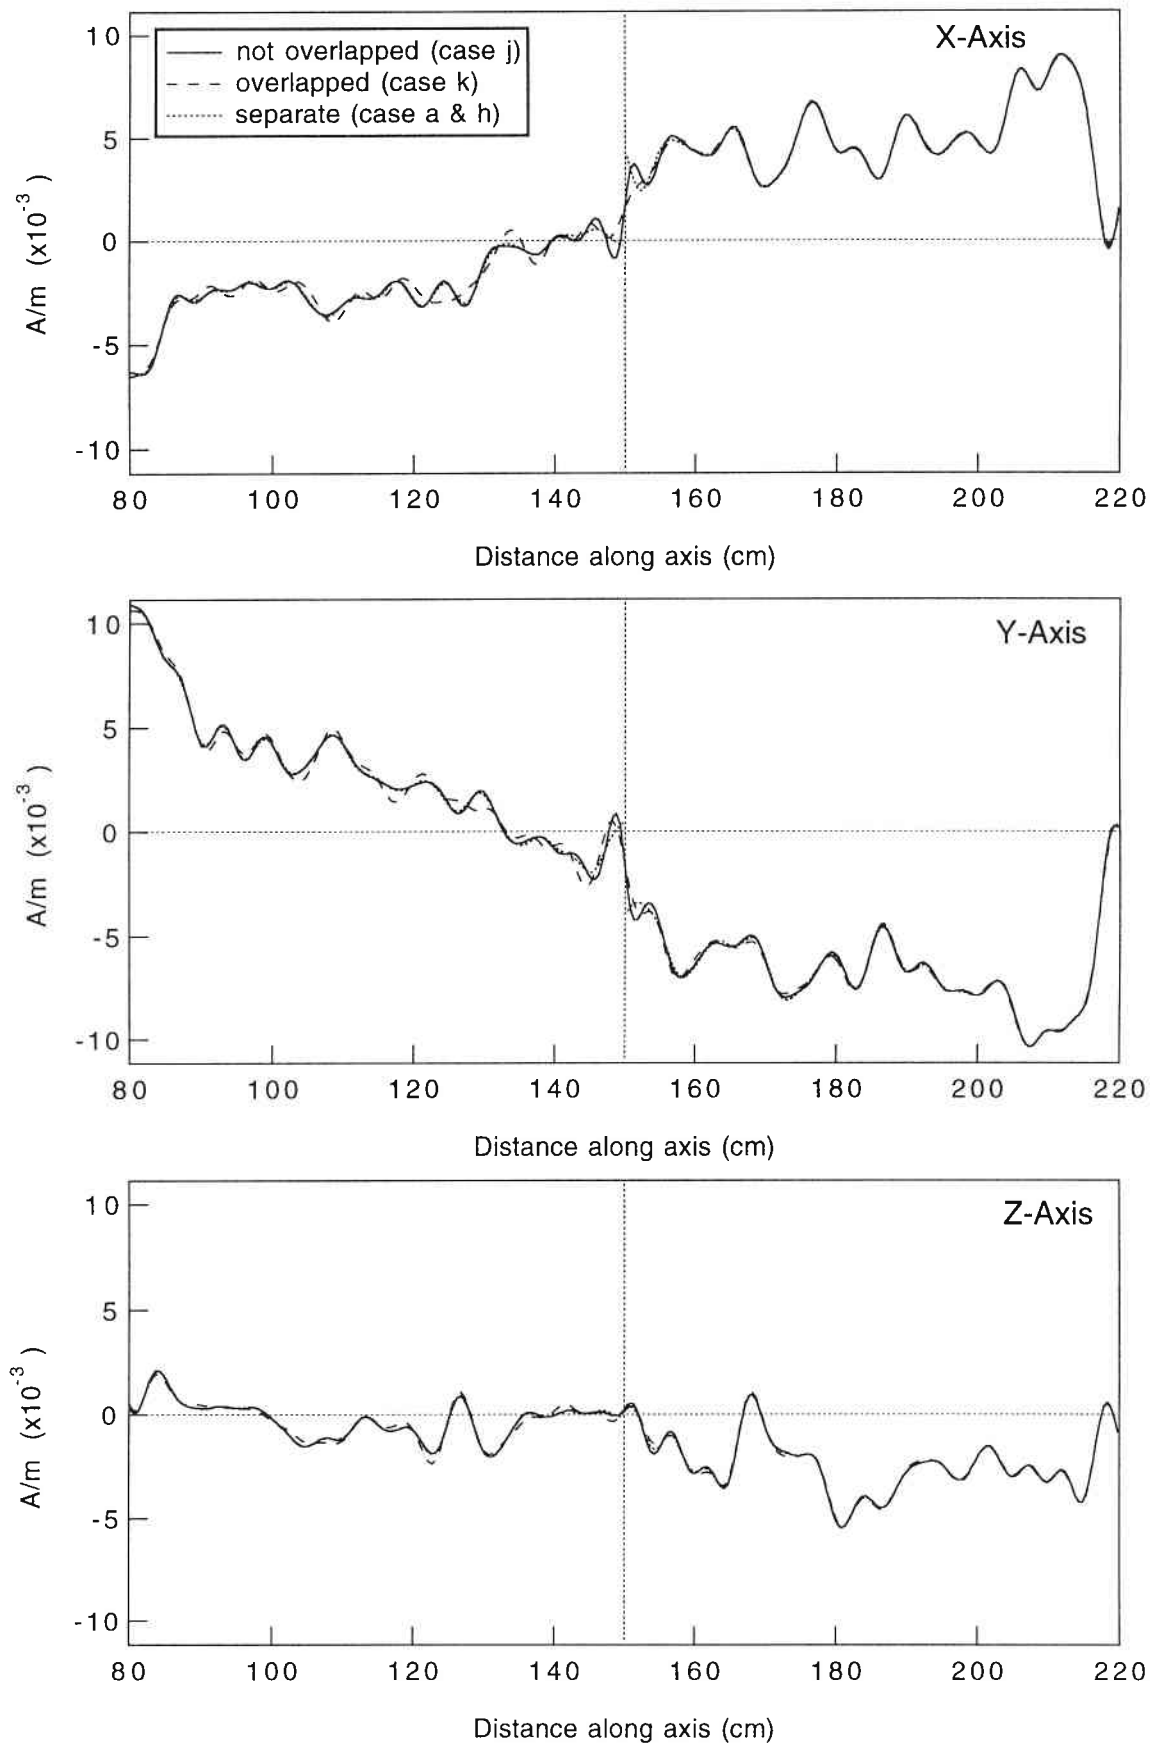 X-Axis
not overlapped (case j)
overlapped (case k)
separate (case a & h)
10
5
0
-5
-10
A/m (x10⁻³)
80 100 120 140 160 180 200 220
Distance along axis (cm)
Y-Axis
10
5
0
-5
-10
A/m (x10⁻³)
80 100 120 140 160 180 200 220
Distance along axis (cm)
Z-Axis
10
5
0
-5
-10
A/m (x10⁻³)
80 100 120 140 160 180 200 220
Distance along axis (cm)